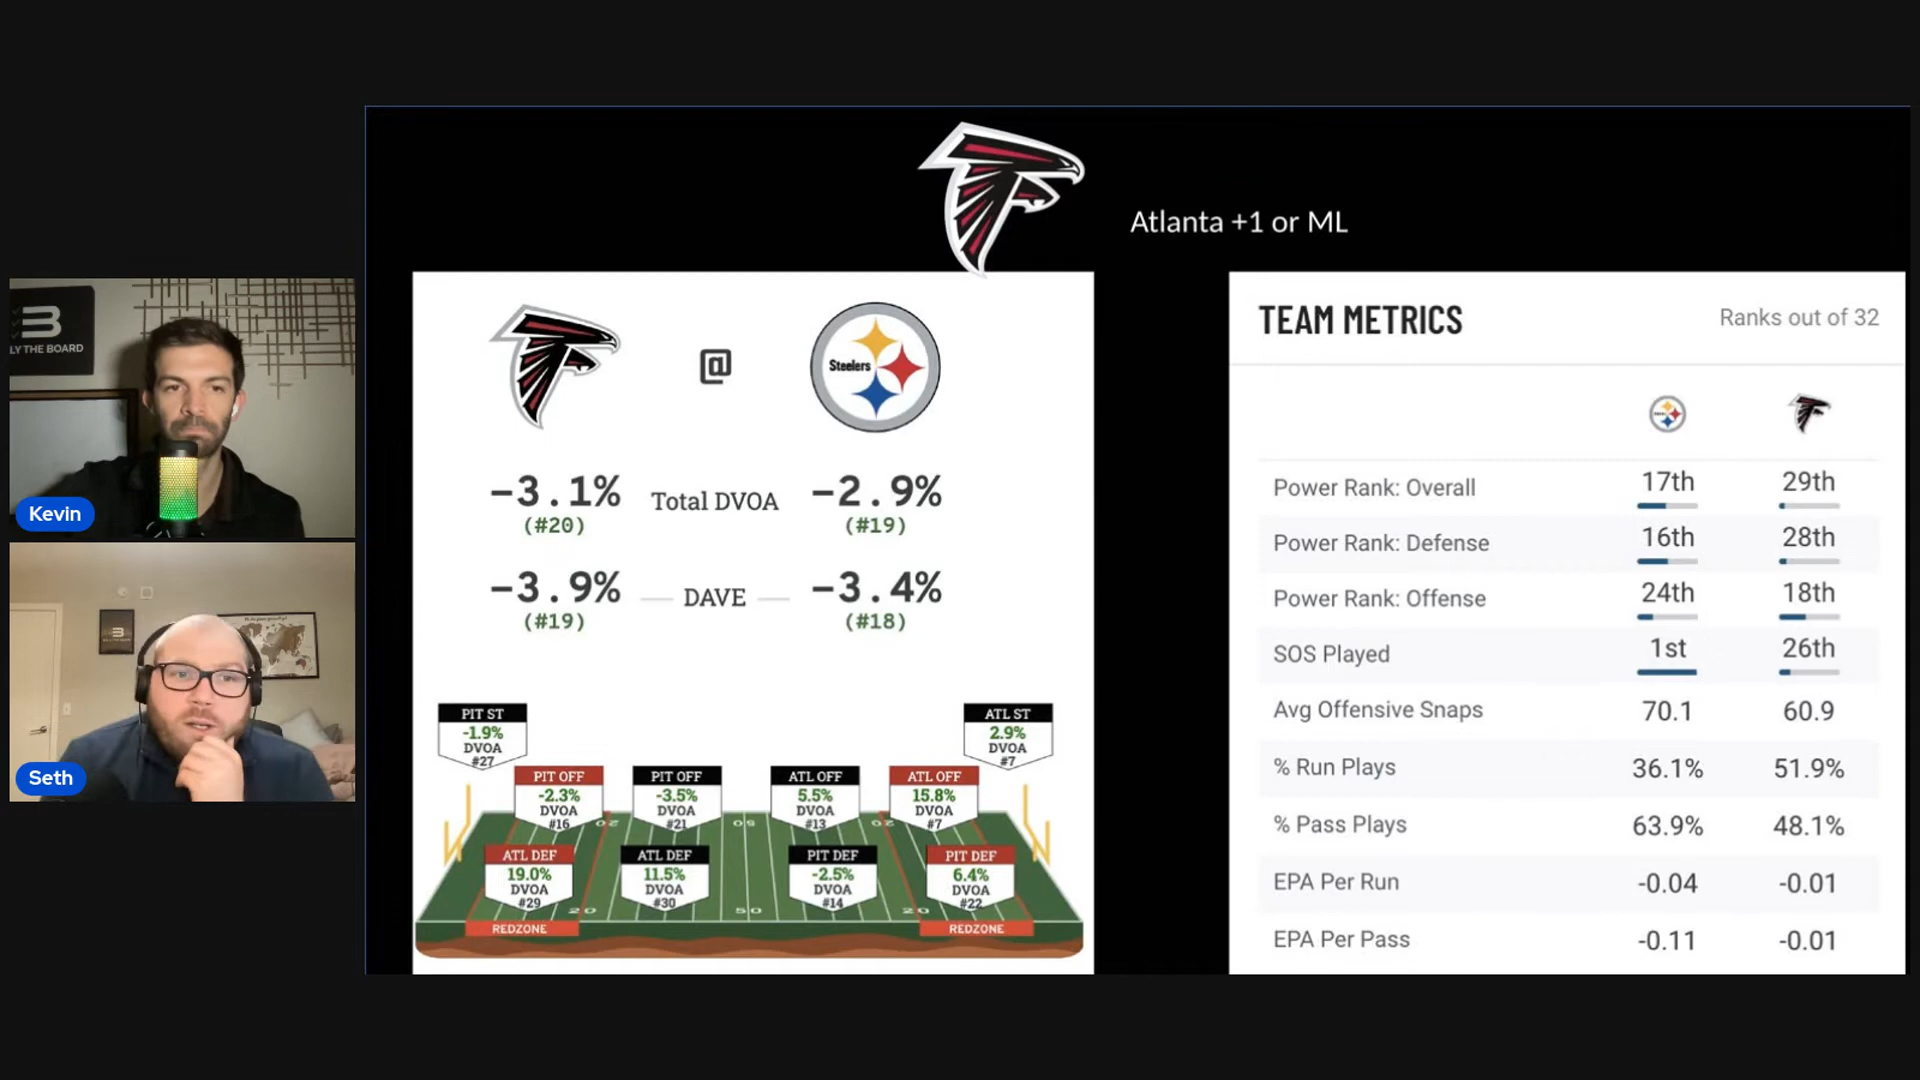 Atlanta +1 or ML
B
LY THE BOARD
Kevin
Seth
@
Steelers
-3.1% Total DVOA -2.9%
(#20) (#19)
-3.9% DAVE -3.4%
(#19) (#18)
PIT ST
-1.9%
DVOA
#27
ATL ST
2.9%
DVOA
#7
PIT OFF
-2.3%
DVOA
#16
PIT OFF
-3.5%
DVOA
#21
ATL OFF
5.5%
DVOA
#13
ATL OFF
15.8%
DVOA
#7
ATL DEF
19.0%
DVOA
#29
ATL DEF
11.5%
DVOA
#30
PIT DEF
-2.5%
DVOA
#14
PIT DEF
6.4%
DVOA
#22
20 50 20
20 50 20
REDZONE REDZONE
TEAM METRICS Ranks out of 32
Power Rank: Overall 17th 29th
Power Rank: Defense 16th 28th
Power Rank: Offense 24th 18th
SOS Played 1st 26th
Avg Offensive Snaps 70.1 60.9
% Run Plays 36.1% 51.9%
% Pass Plays 63.9% 48.1%
EPA Per Run -0.04 -0.01
EPA Per Pass -0.11 -0.01